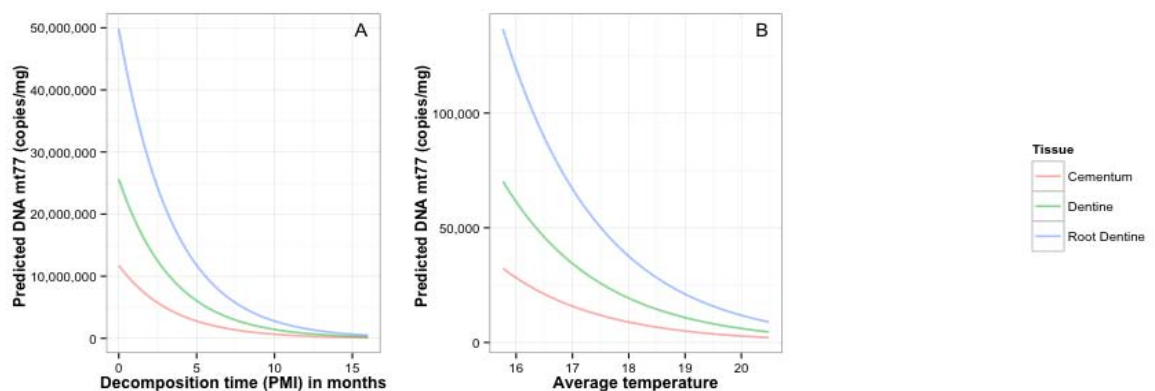 A
50,000,000
40,000,000
30,000,000
20,000,000
10,000,000
0
Predicted DNA mt77 (copies/mg)
0 5 10 15
Decomposition time (PMI) in months
B
100,000
50,000
0
Predicted DNA mt77 (copies/mg)
16 17 18 19 20
Average temperature
Tissue
Cementum
Dentine
Root Dentine